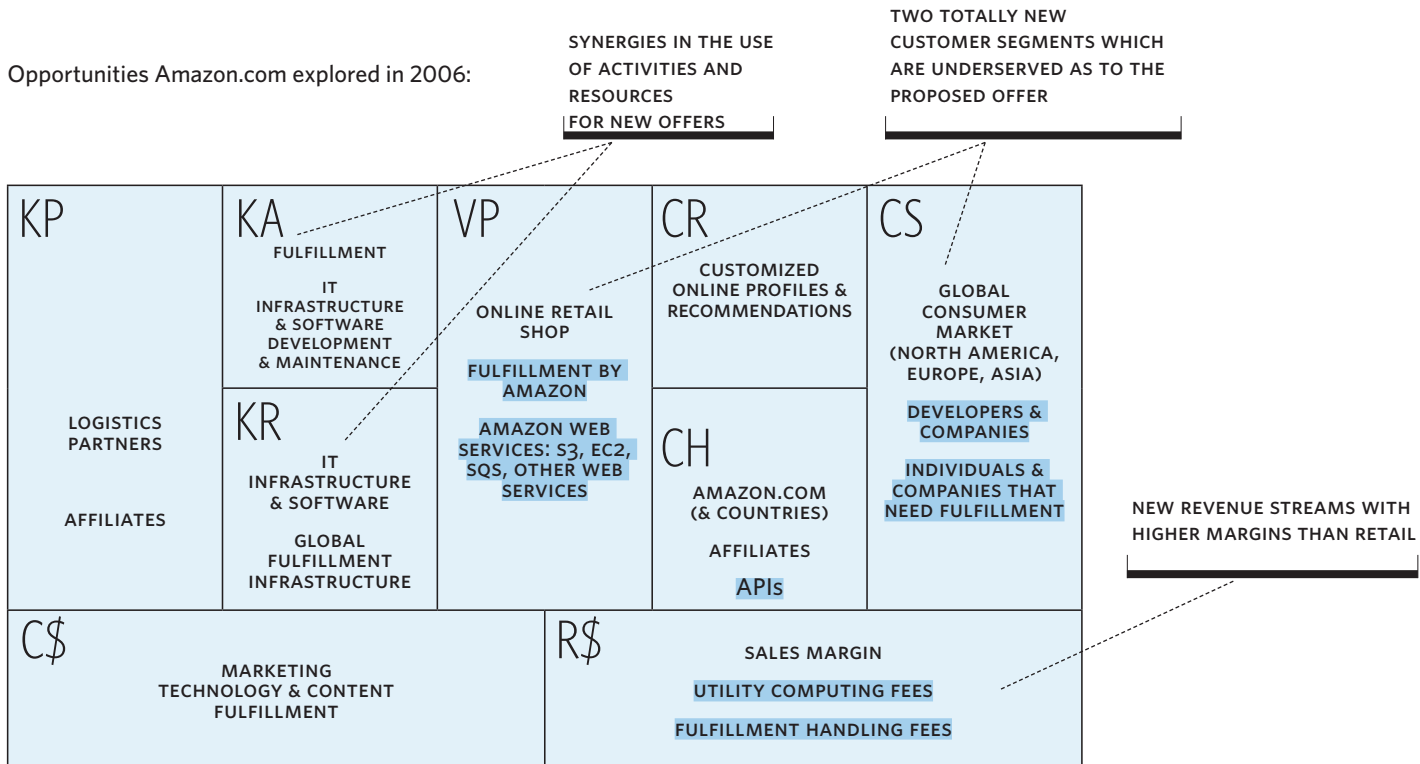 Opportunities Amazon.com explored in 2006:
SYNERGIES IN THE USE
OF ACTIVITIES AND
RESOURCES
FOR NEW OFFERS
TWO TOTALLY NEW
CUSTOMER SEGMENTS WHICH
ARE UNDERSERVED AS TO THE
PROPOSED OFFER
KP
LOGISTICS
PARTNERS
AFFILIATES
KA
FULFILLMENT
IT
INFRASTRUCTURE
& SOFTWARE
DEVELOPMENT
& MAINTENANCE
KR
IT
INFRASTRUCTURE
& SOFTWARE
GLOBAL
FULFILLMENT
INFRASTRUCTURE
VP
ONLINE RETAIL
SHOP
FULFILLMENT BY
AMAZON
AMAZON WEB
SERVICES: S3, EC2,
SQS, OTHER WEB
SERVICES
CR
CUSTOMIZED
ONLINE PROFILES &
RECOMMENDATIONS
CH
AMAZON.COM
(& COUNTRIES)
AFFILIATES
APIs
CS
GLOBAL
CONSUMER
MARKET
(NORTH AMERICA,
EUROPE, ASIA)
DEVELOPERS &
COMPANIES
INDIVIDUALS &
COMPANIES THAT
NEED FULFILLMENT
NEW REVENUE STREAMS WITH
HIGHER MARGINS THAN RETAIL
C$
MARKETING
TECHNOLOGY & CONTENT
FULFILLMENT
R$
SALES MARGIN
UTILITY COMPUTING FEES
FULFILLMENT HANDLING FEES